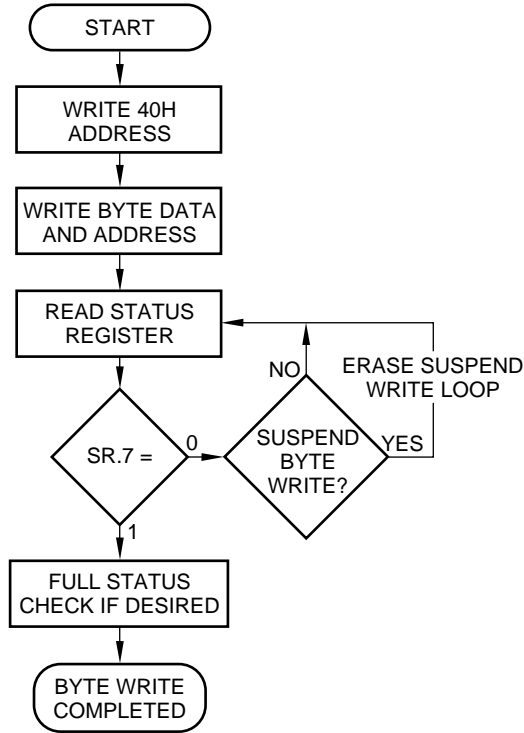 START
WRITE 40H
ADDRESS
WRITE BYTE DATA
AND ADDRESS
READ STATUS
REGISTER
NO
ERASE SUSPEND
WRITE LOOP
SR.7 =
0
SUSPEND
BYTE
WRITE?
YES
1
FULL STATUS
CHECK IF DESIRED
BYTE WRITE
COMPLETED